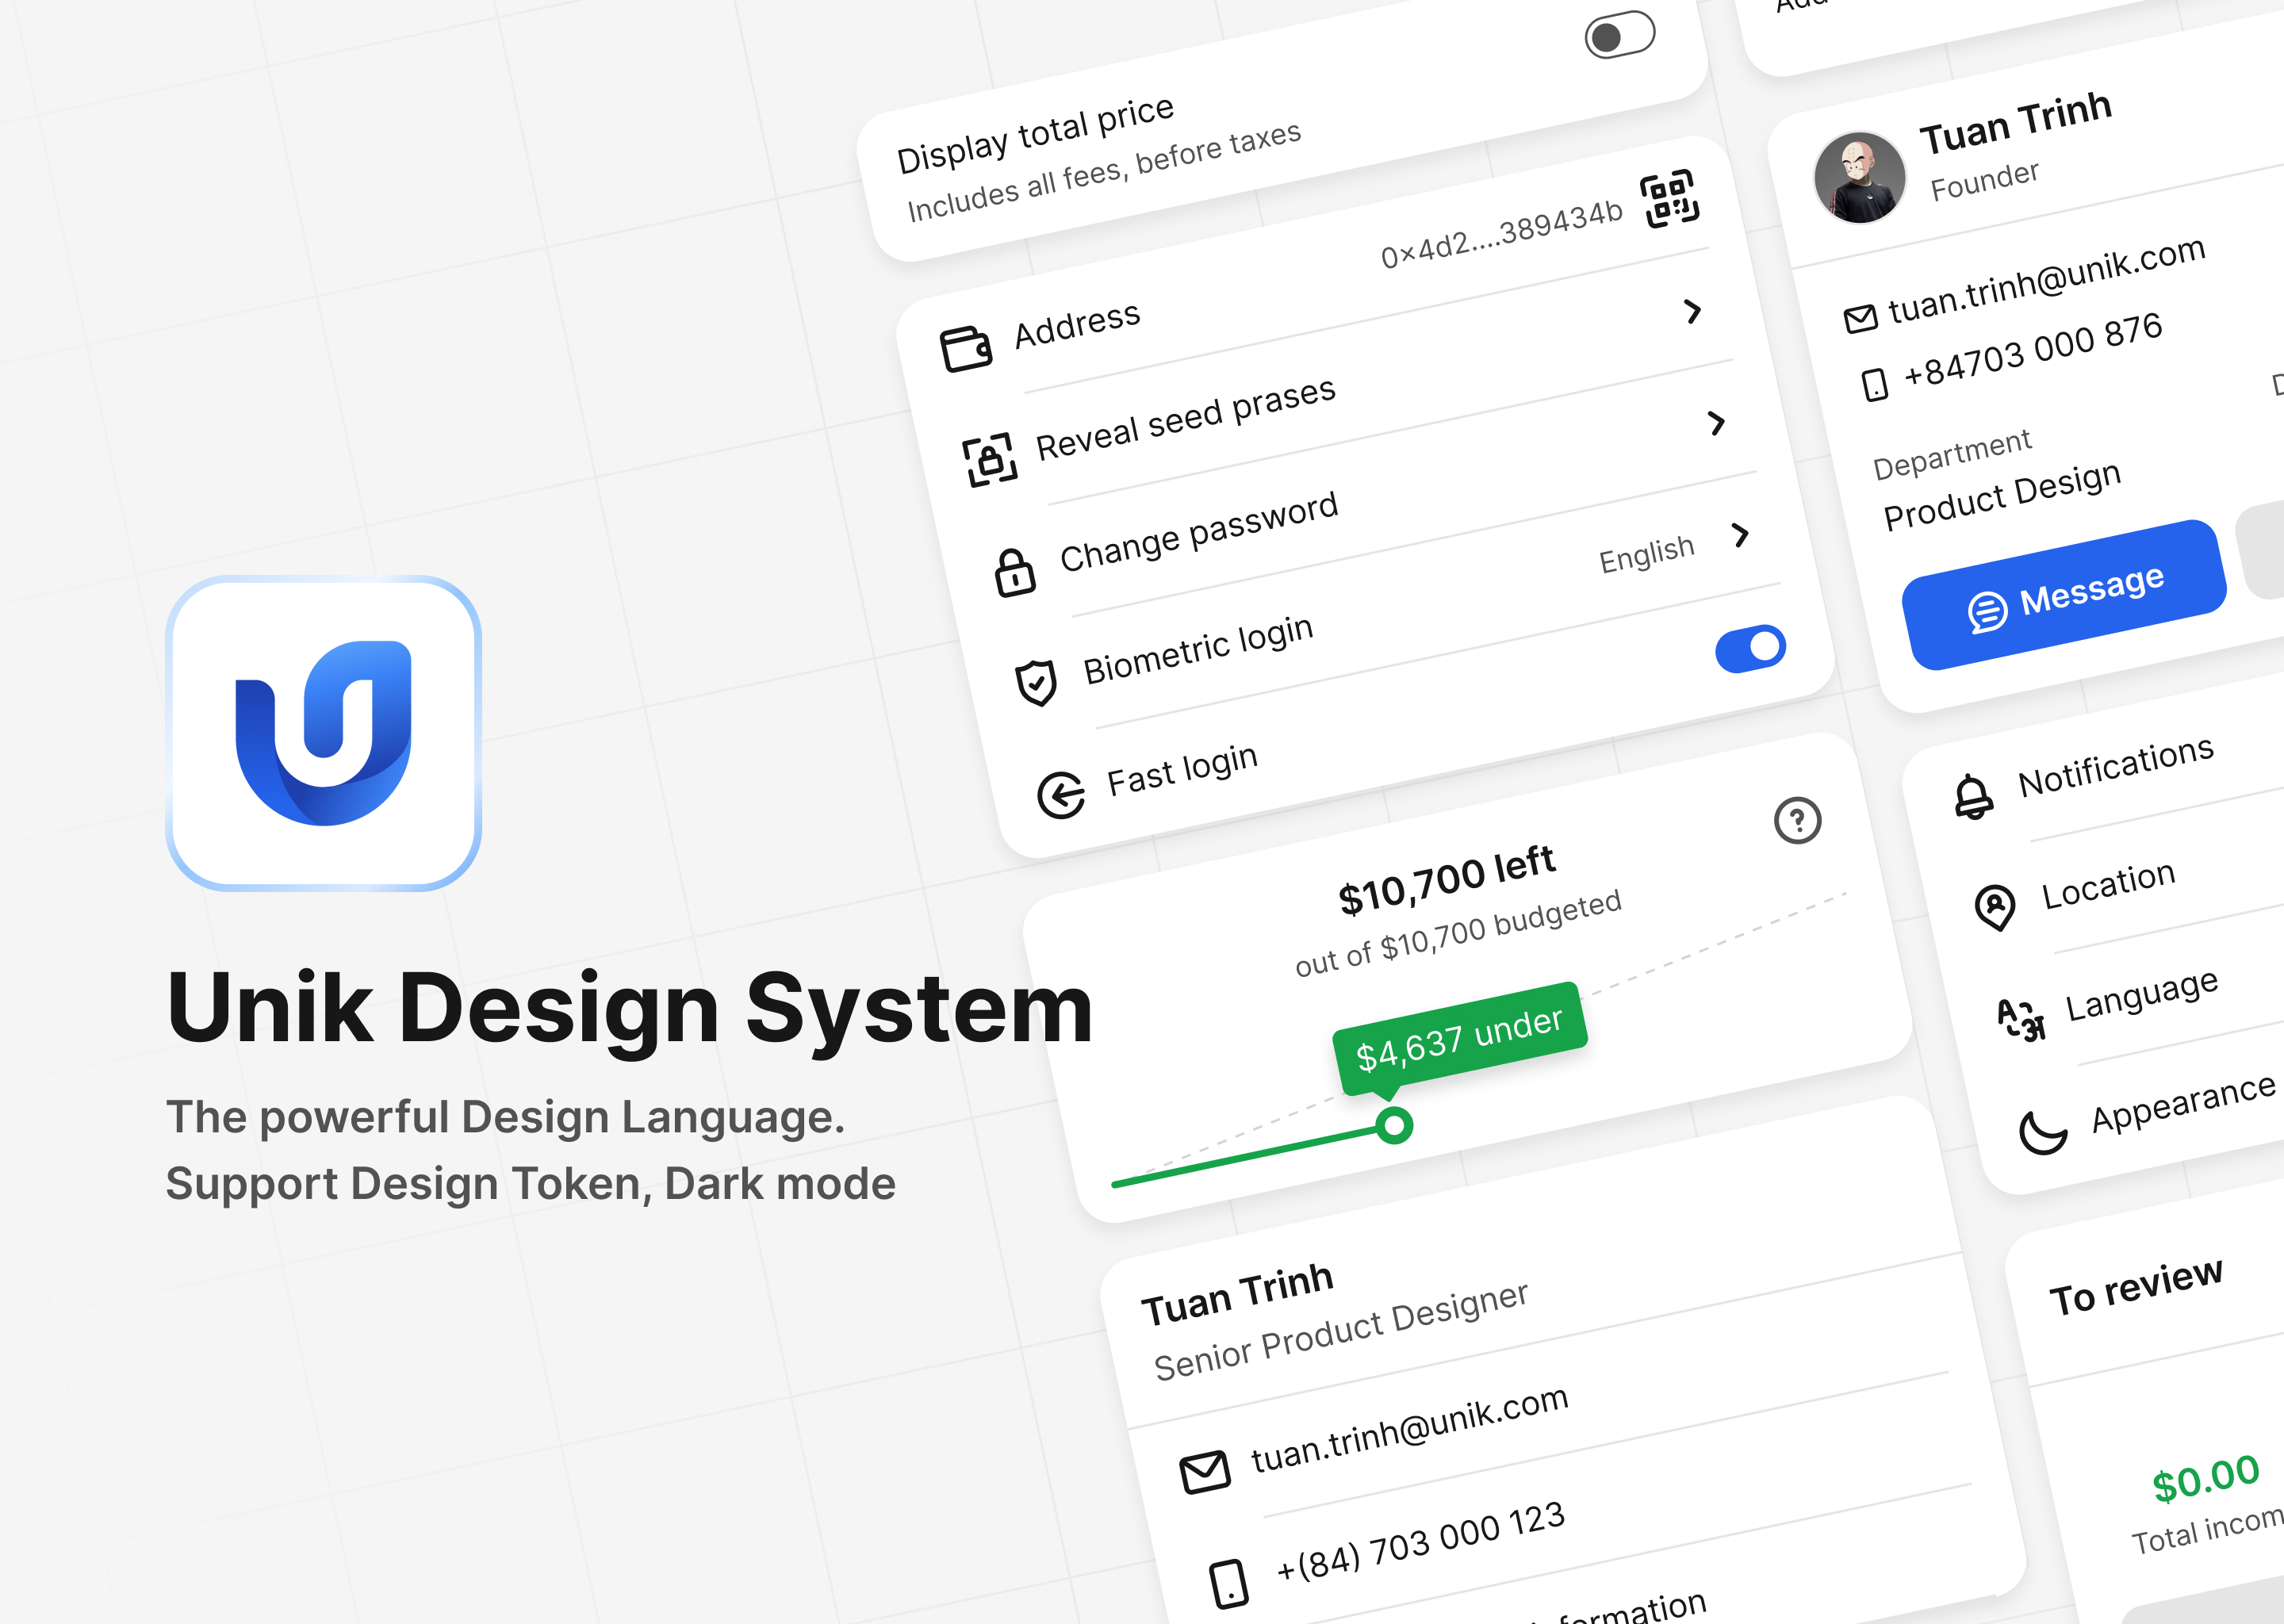 Unik Design System
The powerful Design Language.
Support Design Token, Dark mode
Display total price
Includes all fees, before taxes
Address
0×4d2....389434b
Reveal seed prases
Change password
Biometric login
English
Fast login
$10,700 left
out of $10,700 budgeted
$4,637 under
Tuan Trinh
Senior Product Designer
tuan.trinh@unik.com
+(84) 703 000 123
Tuan Trinh
Founder
tuan.trinh@unik.com
+84703 000 876
Department
Product Design
Message
Notifications
Location
Language
Appearance
To review
$0.00
Total incom